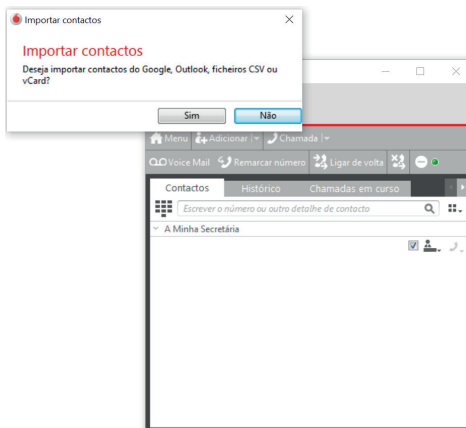 Importar contactos
Importar contactos
Deseja importar contactos do Google, Outlook, ficheiros CSV ou
vCard?
Sim Não
Menu Adicionar Chamada
Voice Mail Remarcar número Ligar de volta
Contactos Histórico Chamadas em curso
Escrever o número ou outro detalhe de contacto
A Minha Secretária